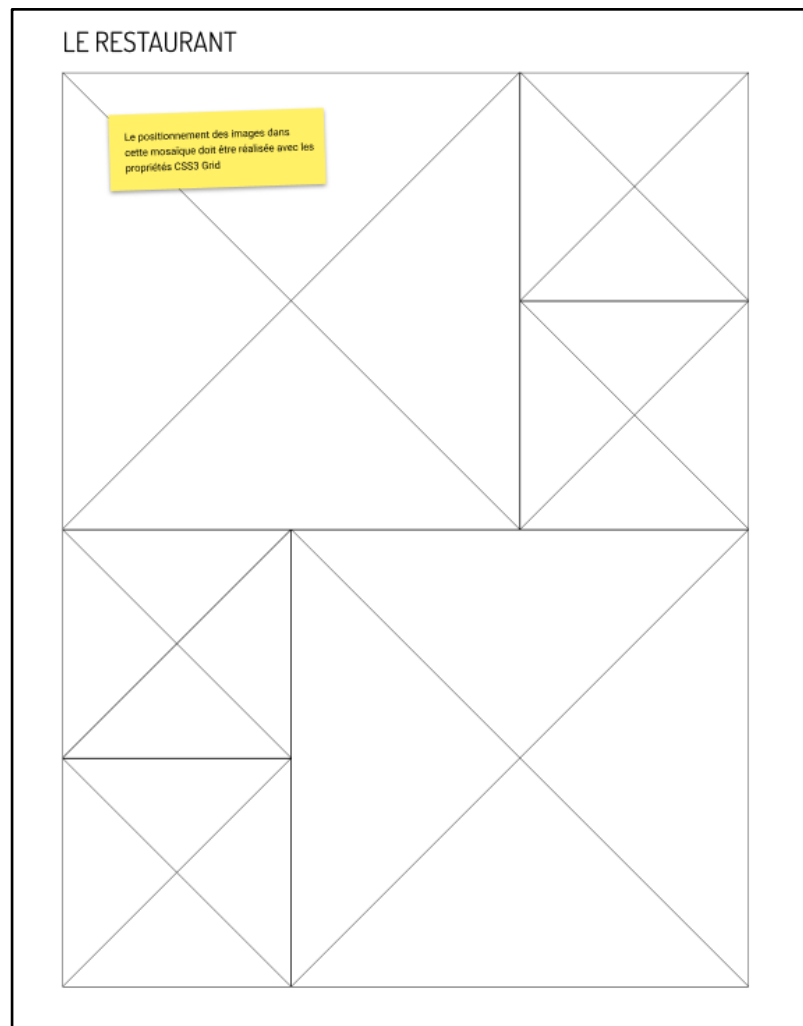 LE RESTAURANT
Le positionnement des images dans
cette mosaïque doit être réalisée avec les
propriétés CSS3 Grid